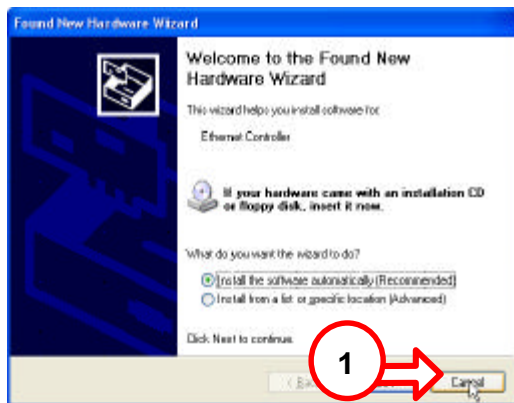 Found New Hardware Wizard
Welcome to the Found New
Hardware Wizard
This wizard helps you install software for:
Ethernet Controller
If your hardware came with an installation CD
or floppy disk, insert it now.
What do you want the wizard to do?
Install the software automatically (Recommended)
Install from a list or specific location (Advanced)
Click Next to continue.
1
Cancel